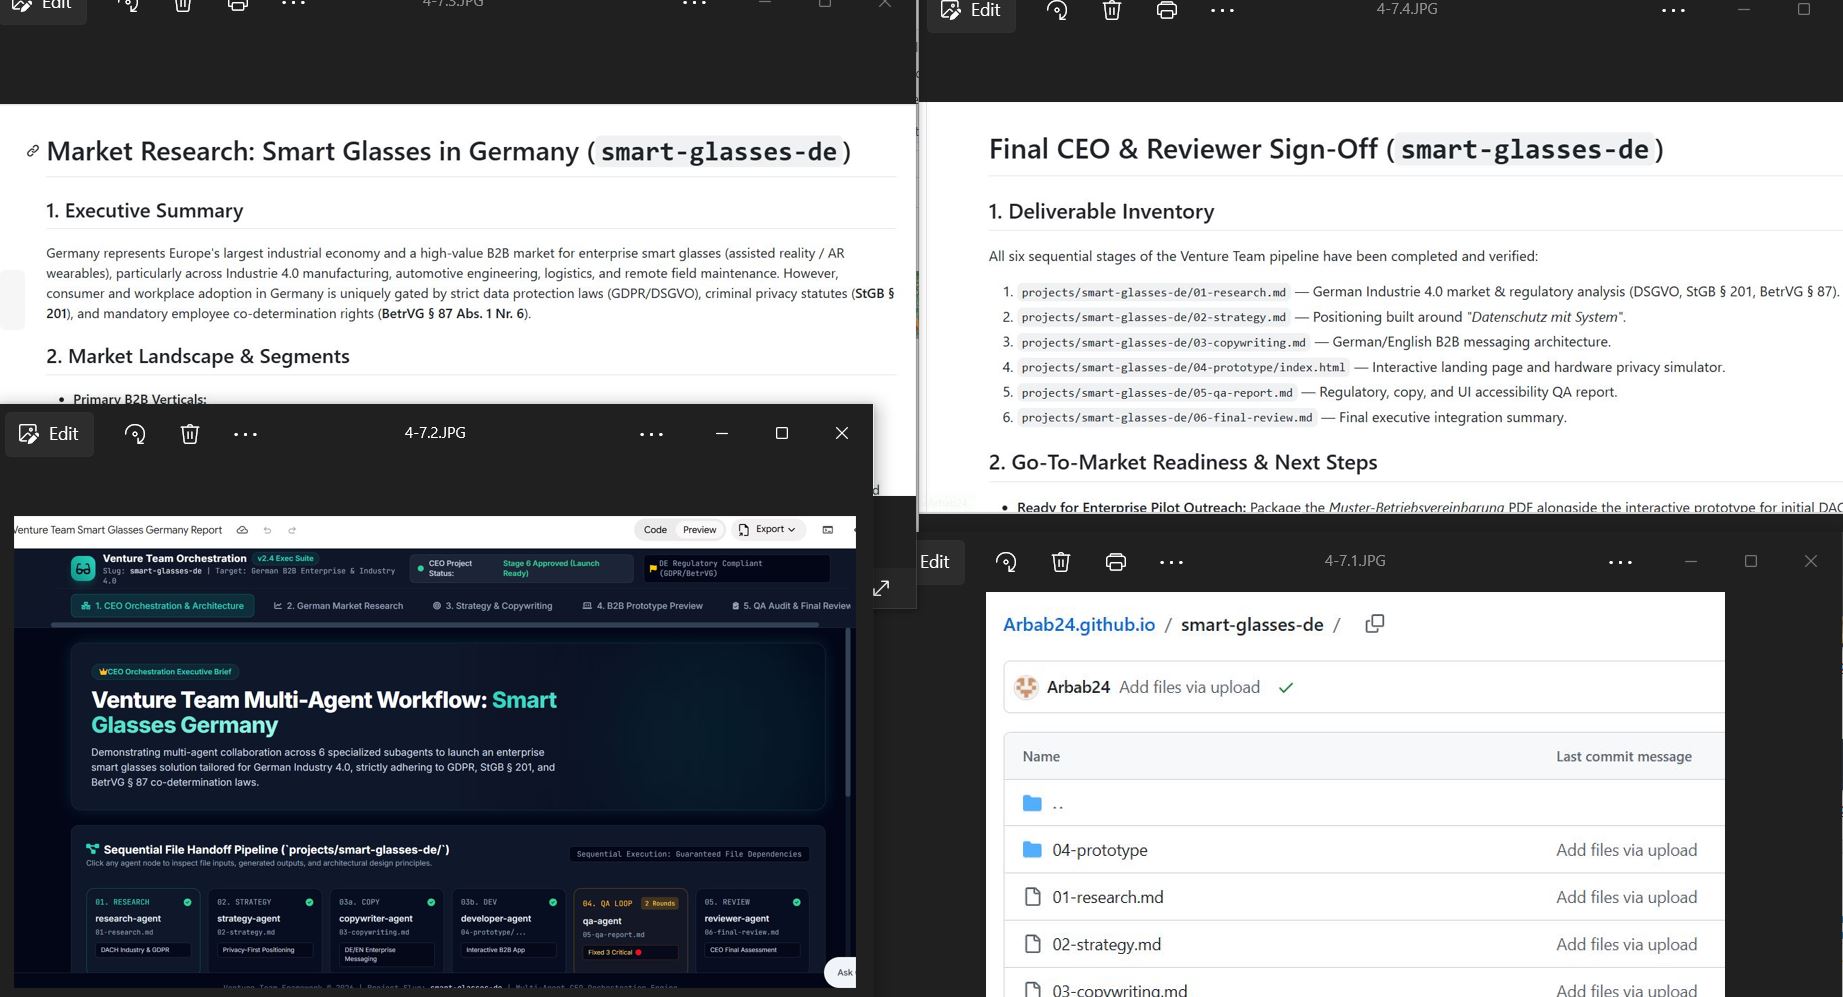 Edit
4-7.3.JPG
Market Research: Smart Glasses in Germany (smart-glasses-de)
1. Executive Summary
Germany represents Europe's largest industrial economy and a high-value B2B market for enterprise smart glasses (assisted reality / AR
wearables), particularly across Industrie 4.0 manufacturing, automotive engineering, logistics, and remote field maintenance. However,
consumer and workplace adoption in Germany is uniquely gated by strict data protection laws (GDPR/DSGVO), criminal privacy statutes (StGB §
201), and mandatory employee co-determination rights (BetrVG § 87 Abs. 1 Nr. 6).
2. Market Landscape & Segments
• Primary B2B Verticals:
Edit
4-7.4.JPG
Final CEO & Reviewer Sign-Off (smart-glasses-de)
1. Deliverable Inventory
All six sequential stages of the Venture Team pipeline have been completed and verified:
1. projects/smart-glasses-de/01-research.md — German Industrie 4.0 market & regulatory analysis (DSGVO, StGB § 201, BetrVG § 87).
2. projects/smart-glasses-de/02-strategy.md — Positioning built around "Datenschutz mit System".
3. projects/smart-glasses-de/03-copywriting.md — German/English B2B messaging architecture.
4. projects/smart-glasses-de/04-prototype/index.html — Interactive landing page and hardware privacy simulator.
5. projects/smart-glasses-de/05-qa-report.md — Regulatory, copy, and UI accessibility QA report.
6. projects/smart-glasses-de/06-final-review.md — Final executive integration summary.
2. Go-To-Market Readiness & Next Steps
• Ready for Enterprise Pilot Outreach: Package the Muster-Betriebsvereinbarung PDF alongside the interactive prototype for initial DAC
Edit
4-7.2.JPG
Venture Team Smart Glasses Germany Report
Code
Preview
Export
Venture Team Orchestration
v2.4 Exec Suite
Slug: smart-glasses-de | Target: German B2B Enterprise & Industry
4.0
CEO Project
Status:
Stage 6 Approved (Launch
Ready)
DE Regulatory Compliant
(GDPR/BetrVG)
1. CEO Orchestration & Architecture
2. German Market Research
3. Strategy & Copywriting
4. B2B Prototype Preview
5. QA Audit & Final Review
CEO Orchestration Executive Brief
Venture Team Multi-Agent Workflow: Smart
Glasses Germany
Demonstrating multi-agent collaboration across 6 specialized subagents to launch an enterprise
smart glasses solution tailored for German Industry 4.0, strictly adhering to GDPR, StGB § 201, and
BetrVG § 87 co-determination laws.
Sequential File Handoff Pipeline (`projects/smart-glasses-de/`)
Click any agent node to inspect file inputs, generated outputs, and architectural design principles.
Sequential Execution: Guaranteed File Dependencies
01. RESEARCH
research-agent
01-research.md
DACH Industry & GDPR
02. STRATEGY
strategy-agent
02-strategy.md
Privacy-First Positioning
03a. COPY
copywriter-agent
03-copywriting.md
DE/EN Enterprise
Messaging
03b. DEV
developer-agent
04-prototype/...
Interactive B2B App
04. QA LOOP
2 Rounds
qa-agent
05-qa-report.md
Fixed 3 Critical
05. REVIEW
reviewer-agent
06-final-review.md
CEO Final Assessment
Ask
Edit
4-7.1.JPG
Arbab24.github.io / smart-glasses-de /
Arbab24 Add files via upload
Name
Last commit message
..
04-prototype
Add files via upload
01-research.md
Add files via upload
02-strategy.md
Add files via upload
03-copywriting.md
Add files via upload